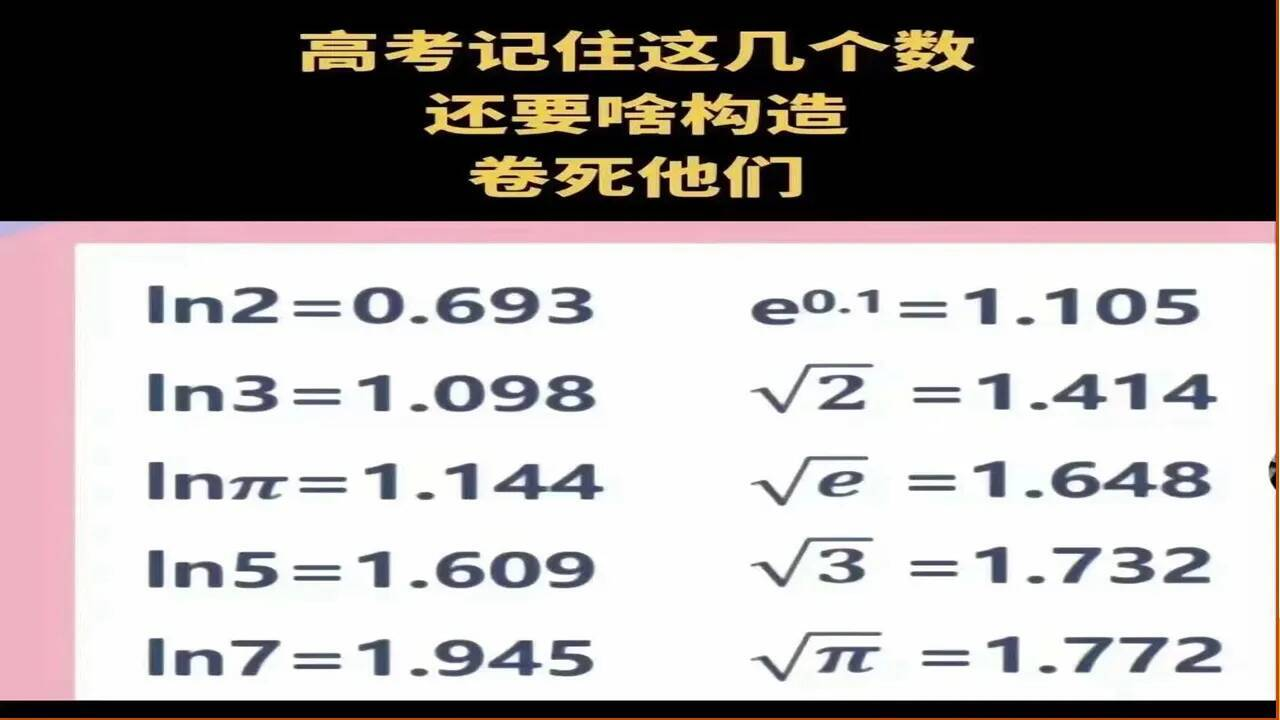 高考记住这几个数
还要啥构造
卷死他们
ln2=0.693
e^0.1=1.105
ln3=1.098
√2 =1.414
lnπ=1.144
√e =1.648
ln5=1.609
√3 =1.732
ln7=1.945
√π =1.772